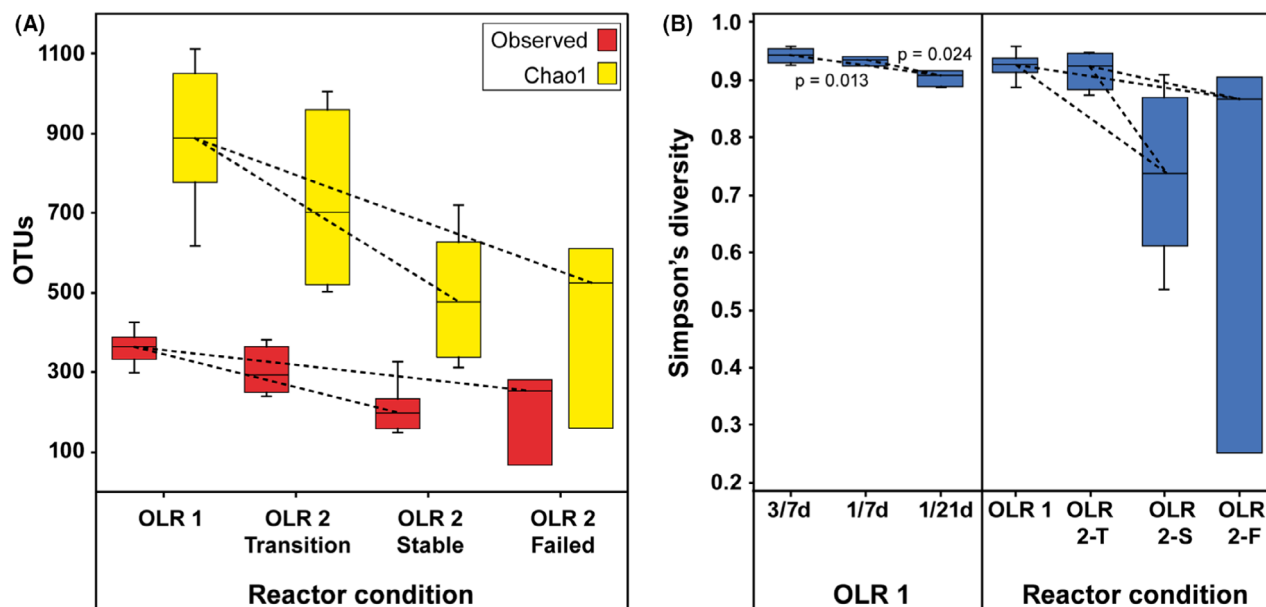 (A)
Observed
Chao1
1100
900
700
500
300
100
OTUs
OLR 1
OLR 2
Transition
OLR 2
Stable
OLR 2
Failed
Reactor condition
(B)
1.0
0.9
0.8
0.7
0.6
0.5
0.4
0.3
0.2
Simpson's diversity
p = 0.024
p = 0.013
3/7d 1/7d 1/21d
OLR 1
OLR 1
OLR
2-T
OLR
2-S
OLR
2-F
Reactor condition